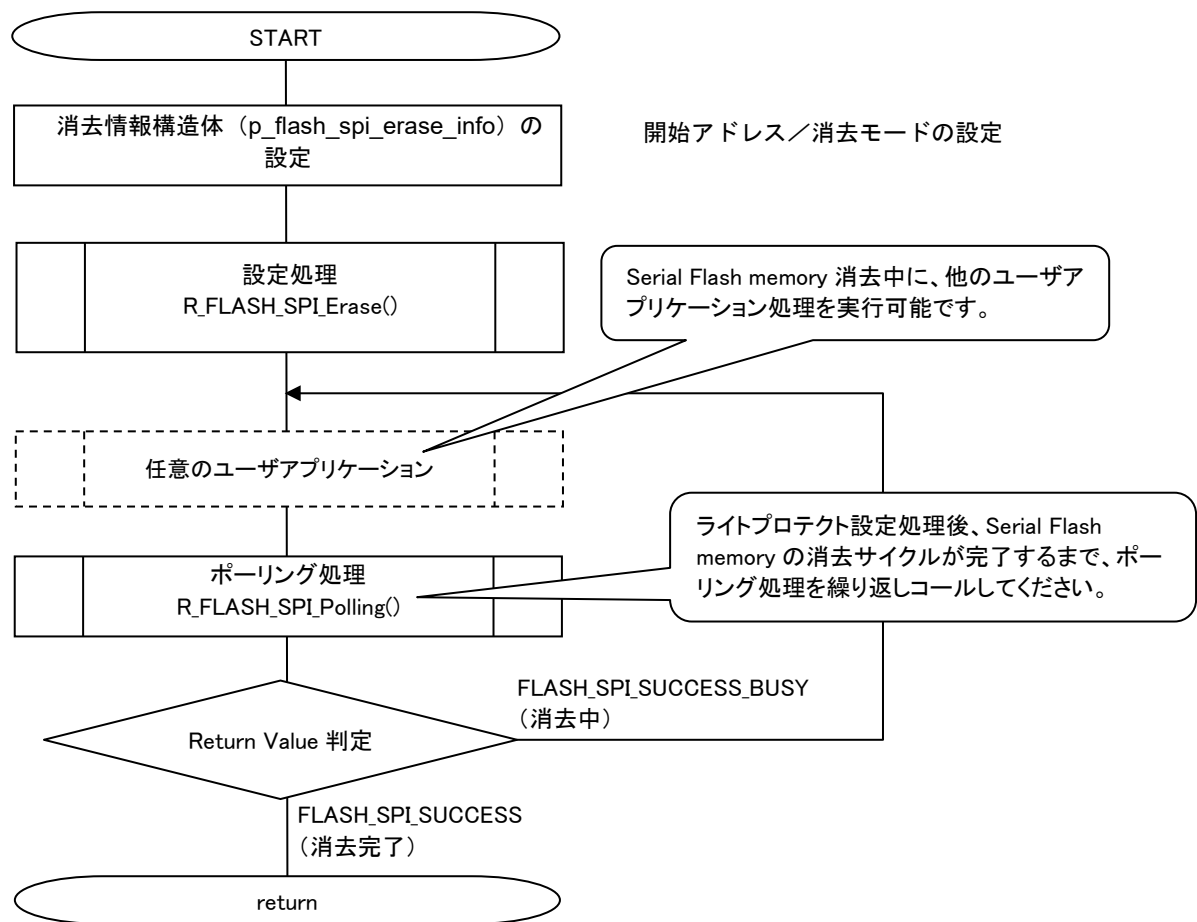 START
消去情報構造体（p_flash_spi_erase_info）の
設定
開始アドレス／消去モードの設定
設定処理
R_FLASH_SPI_Erase()
Serial Flash memory 消去中に、他のユーザア
プリケーション処理を実行可能です。
任意のユーザアプリケーション
ライトプロテクト設定処理後、Serial Flash
memory の消去サイクルが完了するまで、ポー
リング処理を繰り返しコールしてください。
ポーリング処理
R_FLASH_SPI_Polling()
FLASH_SPI_SUCCESS_BUSY
（消去中）
Return Value 判定
FLASH_SPI_SUCCESS
（消去完了）
return